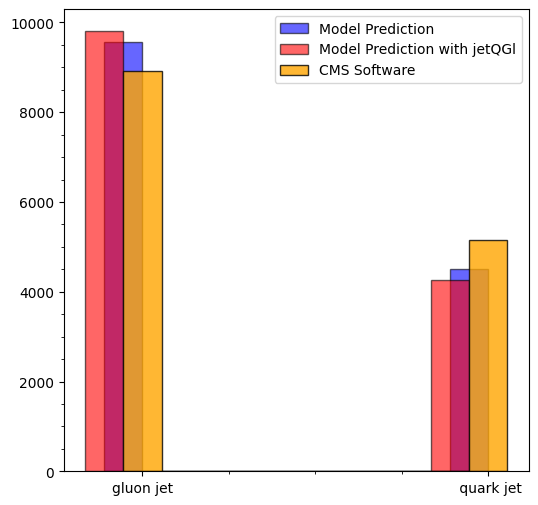 10000
8000
6000
4000
2000
0
Model Prediction
Model Prediction with jetQGl
CMS Software
gluon jet
quark jet